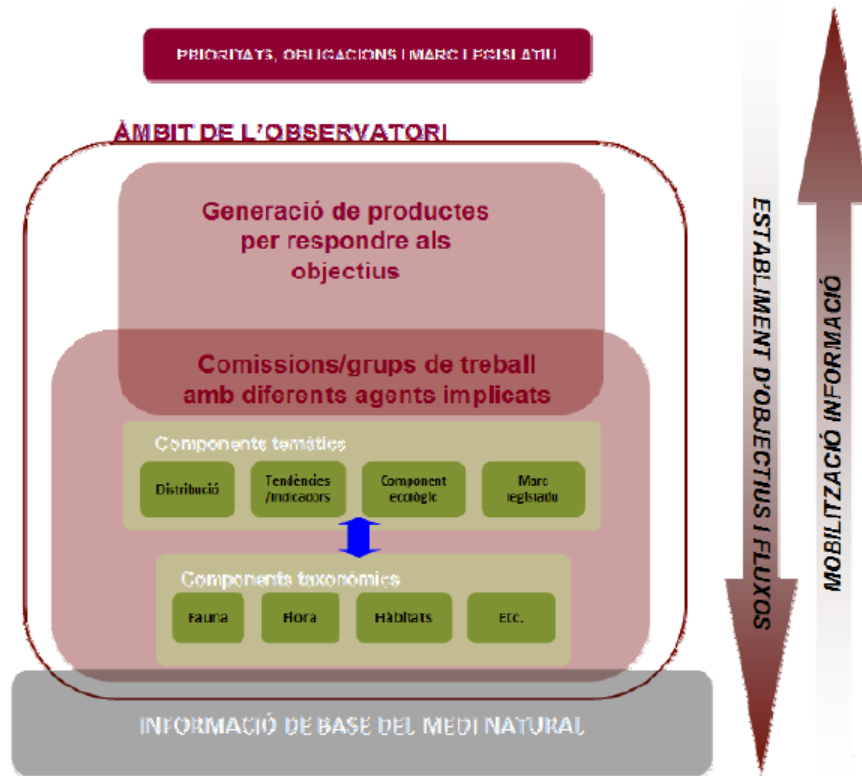 PRIORITATS, OBLIGACIONS I MARC LEGISLATIU
ÀMBIT DE L'OBSERVATORI
Generació de productes
per respondre als
objectius
Comissions/grups de treball
amb diferents agents implicats
Components temàtics
Distribució
Tendències
/indicadors
Component
ecològic
Marc
legislatiu
Components taxonòmics
Fauna
Flora
Hàbitats
Etc.
INFORMACIÓ DE BASE DEL MEDI NATURAL
ESTABLIMENT D'OBJECTIUS I FLUXOS
MOBILITZACIÓ INFORMACIÓ